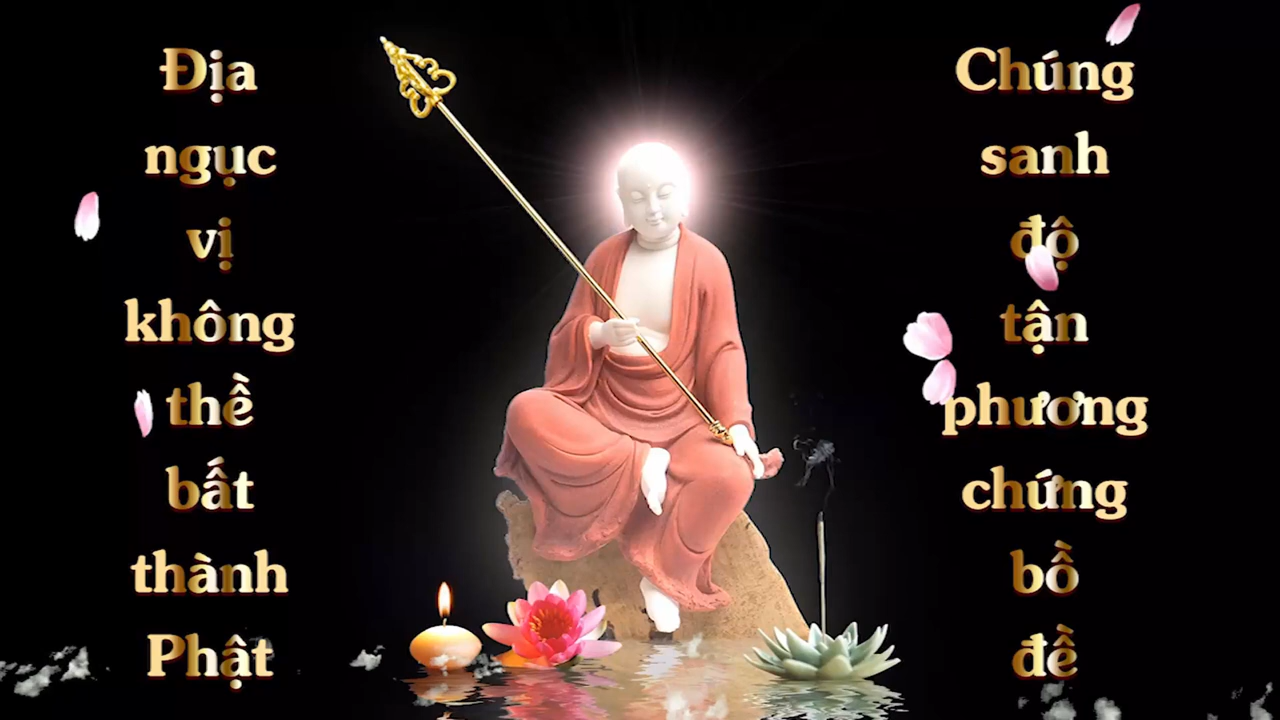 Địa
ngục
vị
không
thề
bất
thành
Phật
Chúng
sanh
độ
tận
phương
chứng
bồ
đề